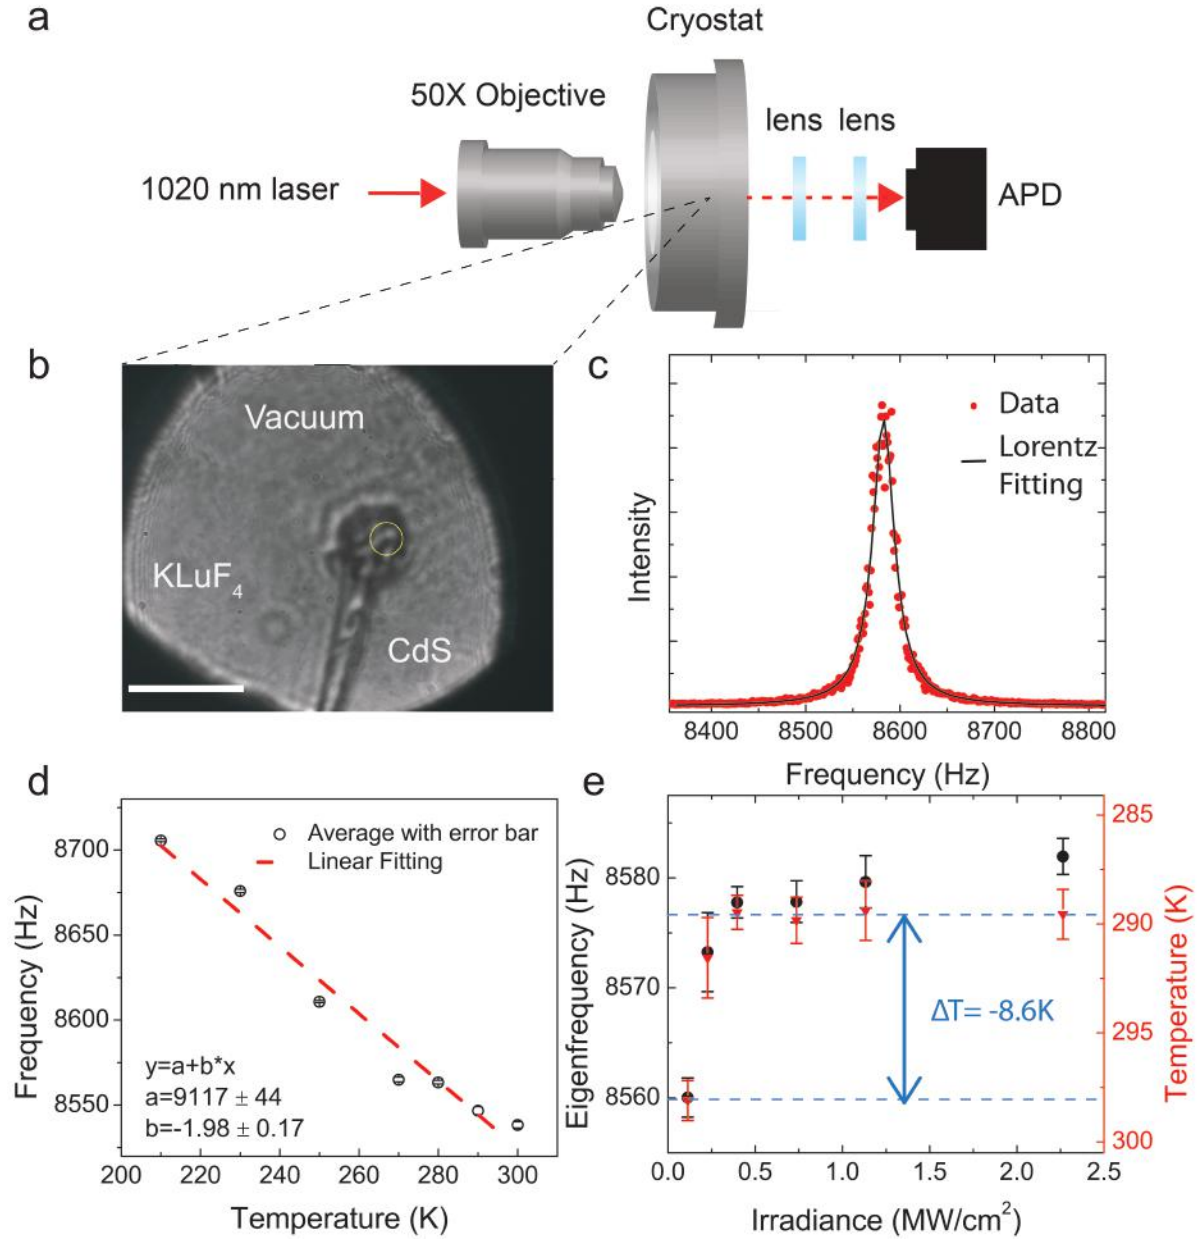 a
Cryostat
50X Objective
lens lens
1020 nm laser
APD
b
Vacuum
KLuF4
CdS
c
Data
Lorentz
Fitting
Intensity
8400 8500 8600 8700 8800
Frequency (Hz)
d
Average with error bar
Linear Fitting
Frequency (Hz)
8700
8650
8600
8550
y=a+b*x
a=9117 ± 44
b=-1.98 ± 0.17
200 220 240 260 280 300
Temperature (K)
e
Eigenfrequency (Hz)
8580
8570
8560
ΔT= -8.6K
285
290
295
300
Temperature (K)
0.0 0.5 1.0 1.5 2.0 2.5
Irradiance (MW/cm²)